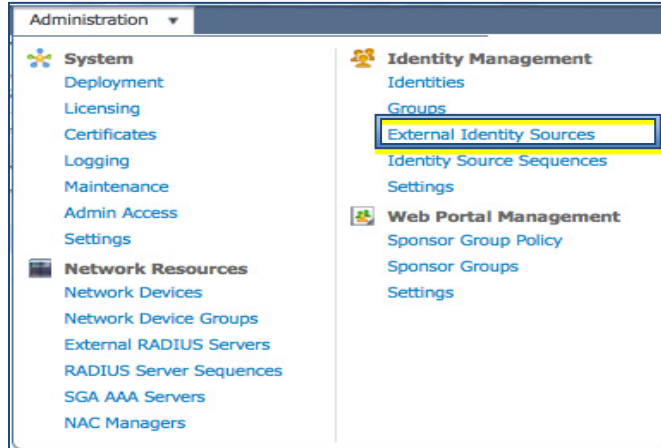 Administration
System
Deployment
Licensing
Certificates
Logging
Maintenance
Admin Access
Settings
Network Resources
Network Devices
Network Device Groups
External RADIUS Servers
RADIUS Server Sequences
SGA AAA Servers
NAC Managers
Identity Management
Identities
Groups
External Identity Sources
Identity Source Sequences
Settings
Web Portal Management
Sponsor Group Policy
Sponsor Groups
Settings